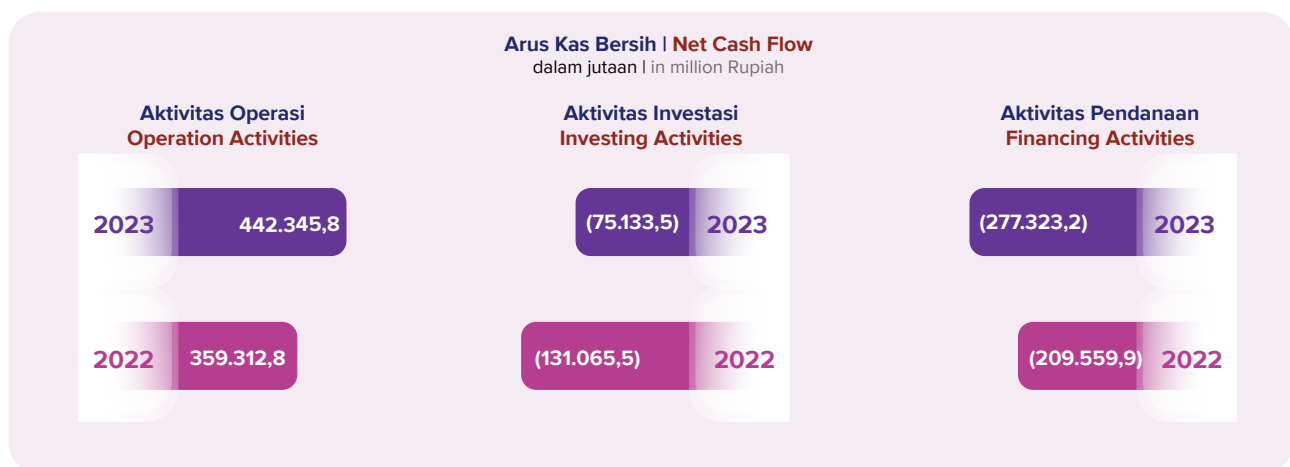 Arus Kas Bersih | Net Cash Flow
dalam jutaan | in million Rupiah
Aktivitas Operasi
Operation Activities
2023
442.345,8
2022
359.312,8
Aktivitas Investasi
Investing Activities
(75.133,5)
2023
(131.065,5)
2022
Aktivitas Pendanaan
Financing Activities
(277.323,2)
2023
(209.559,9)
2022